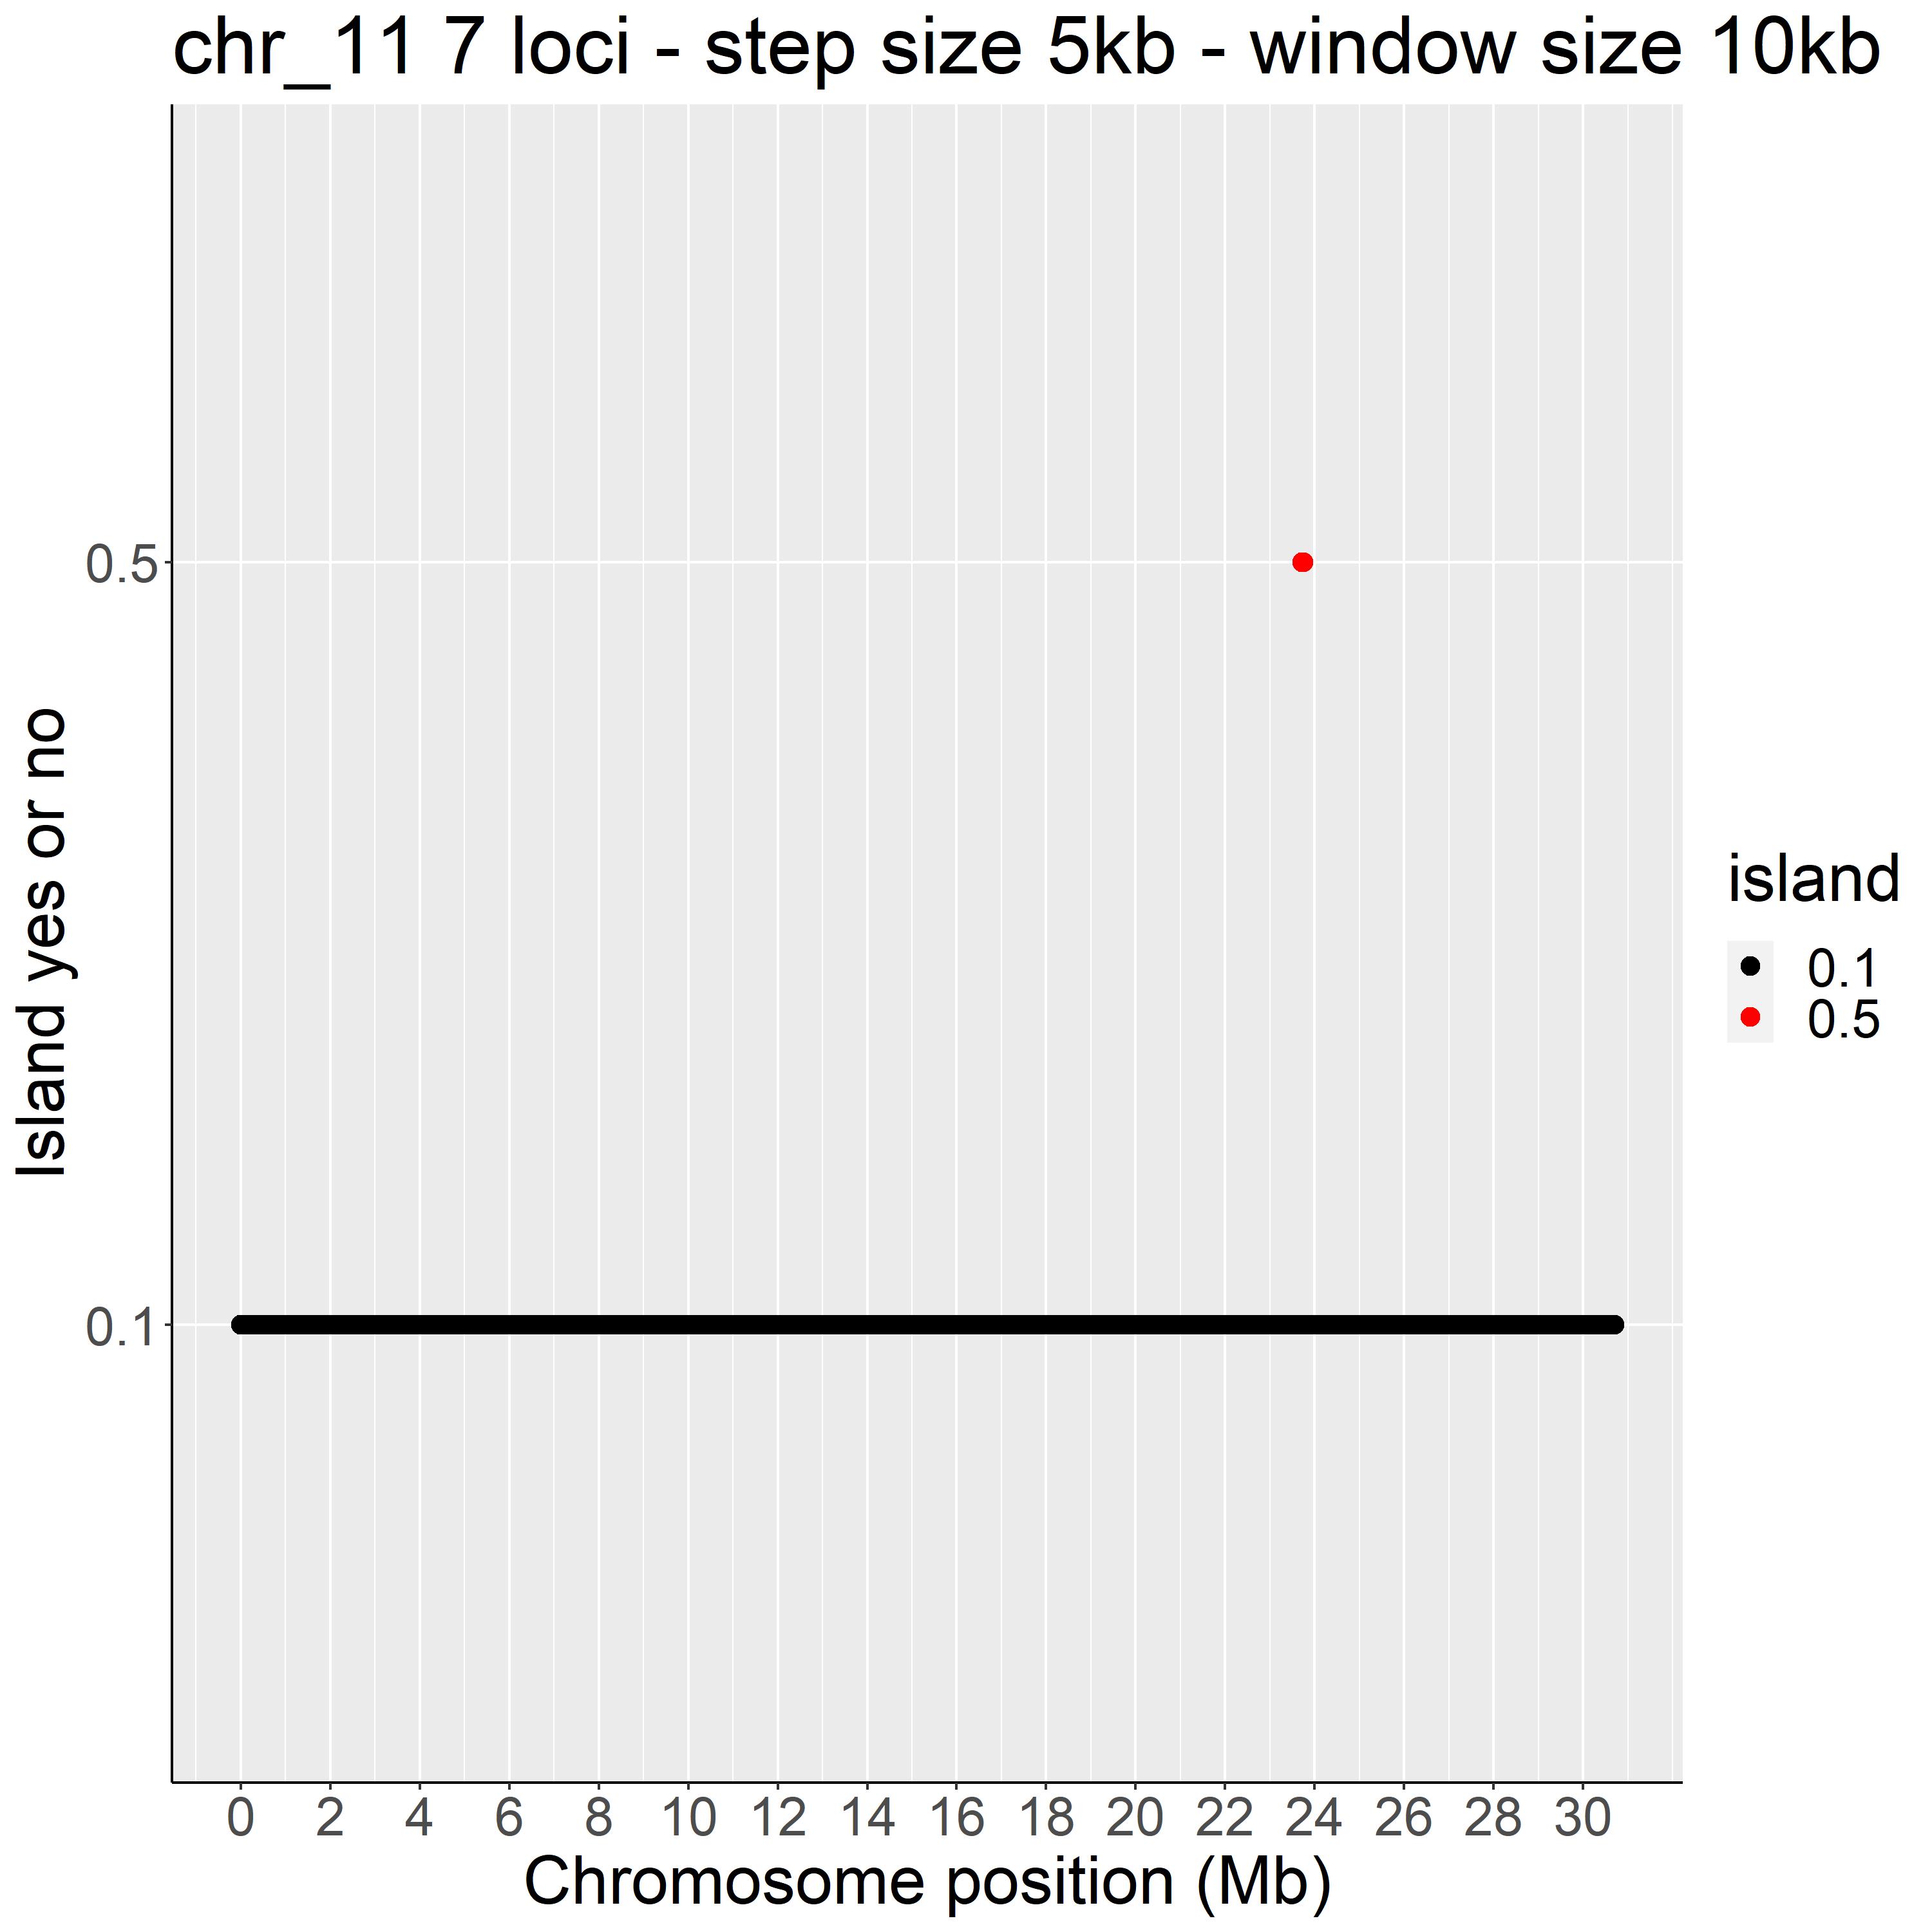 chr_11 7 loci - step size 5kb - window size 10kb
Island yes or no
0.5
0.1
0 2 4 6 8 10 12 14 16 18 20 22 24 26 28 30
Chromosome position (Mb)
island
0.1
0.5